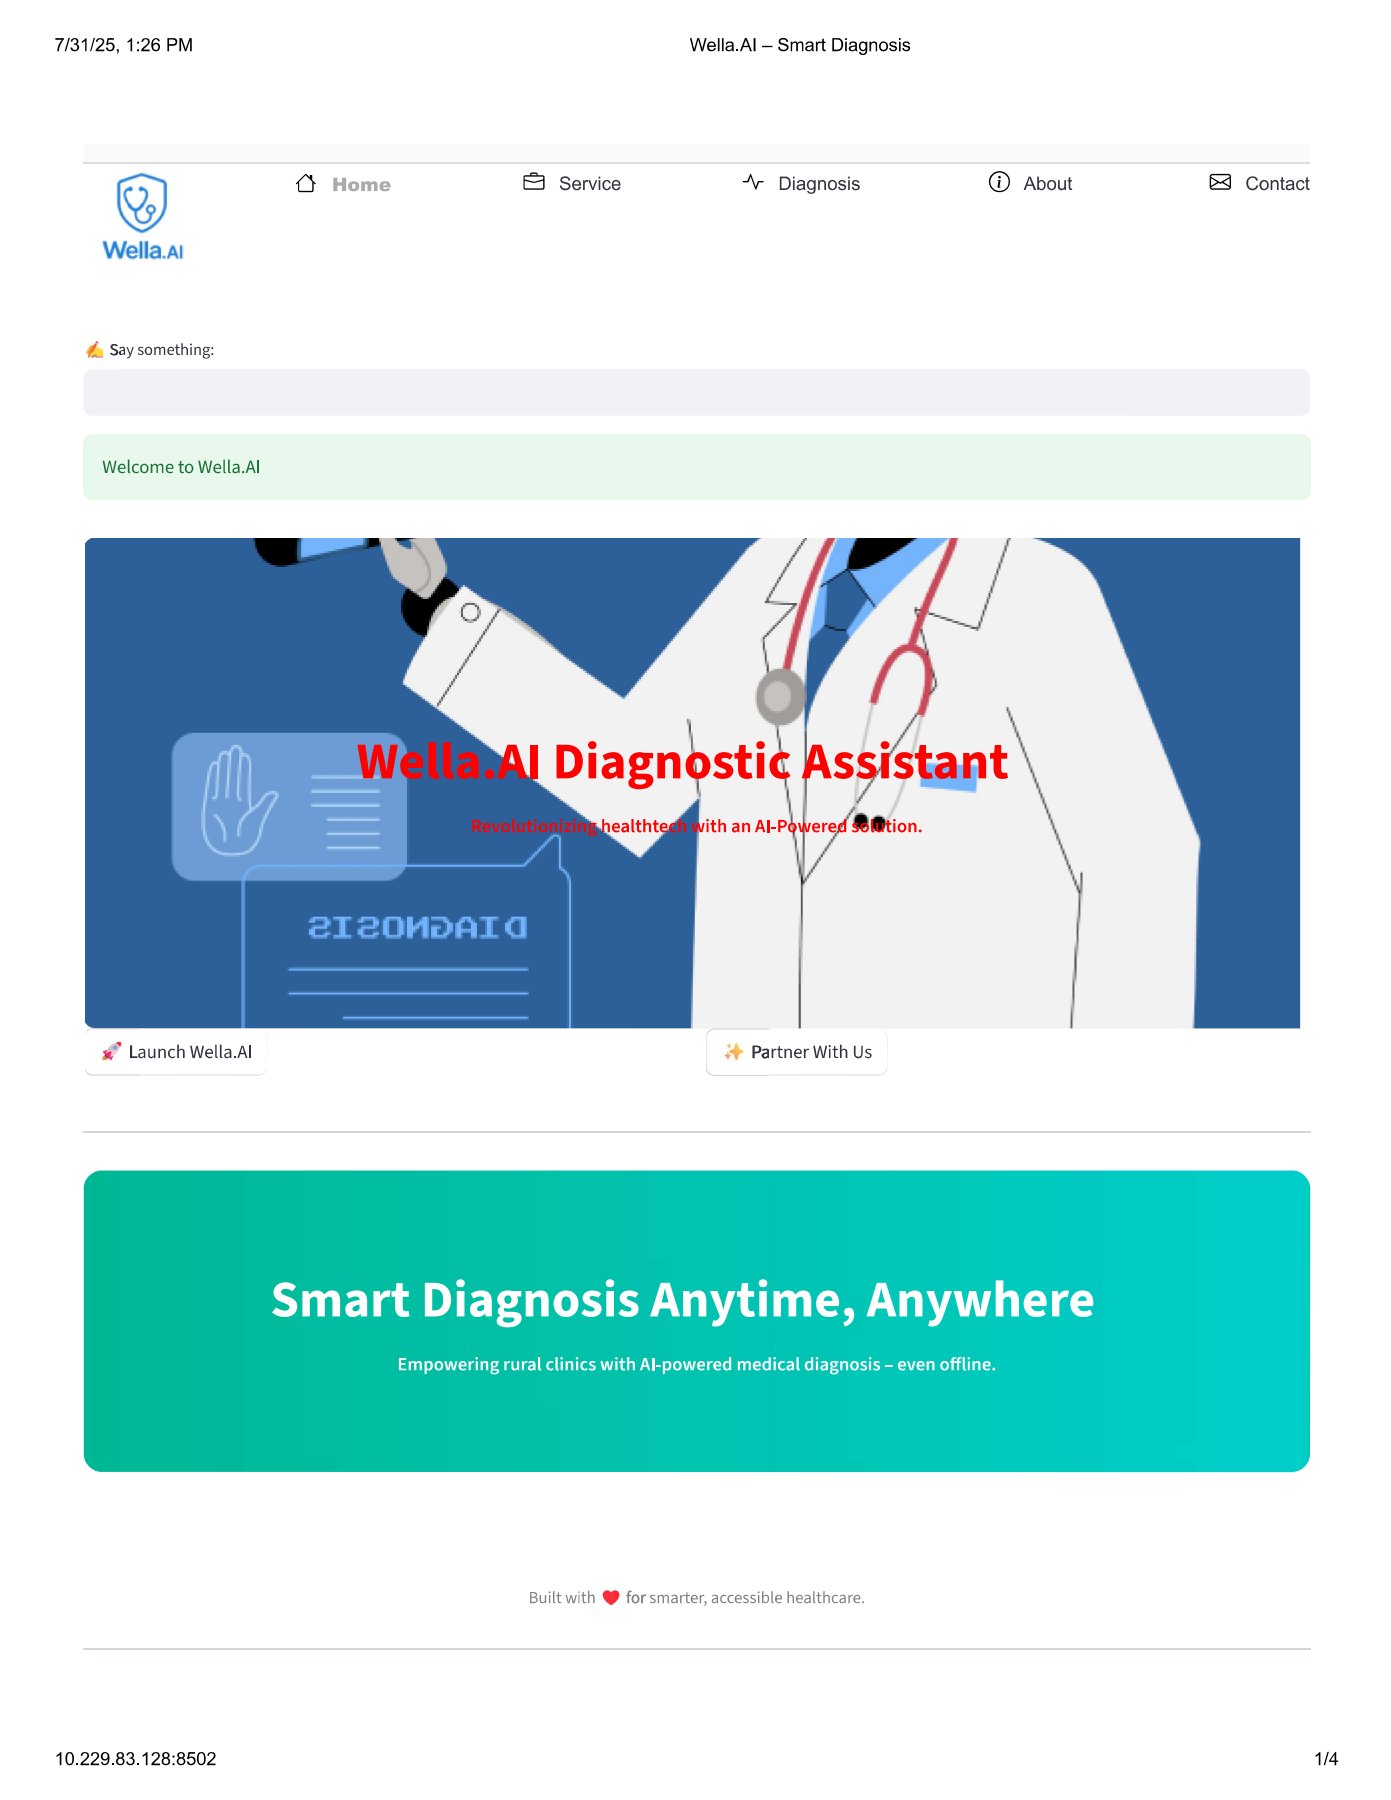 7/31/25, 1:26 PM
Wella.AI – Smart Diagnosis
Wella.AI
Home
Service
Diagnosis
About
Contact
✍️ Say something:
Welcome to Wella.AI
Wella.AI Diagnostic Assistant
Revolutionizing healthtech with an AI-Powered solution.
DIAGNOSIS
🚀 Launch Wella.AI
✨ Partner With Us
Smart Diagnosis Anytime, Anywhere
Empowering rural clinics with AI-powered medical diagnosis – even offline.
Built with ❤️ for smarter, accessible healthcare.
10.229.83.128:8502
1/4